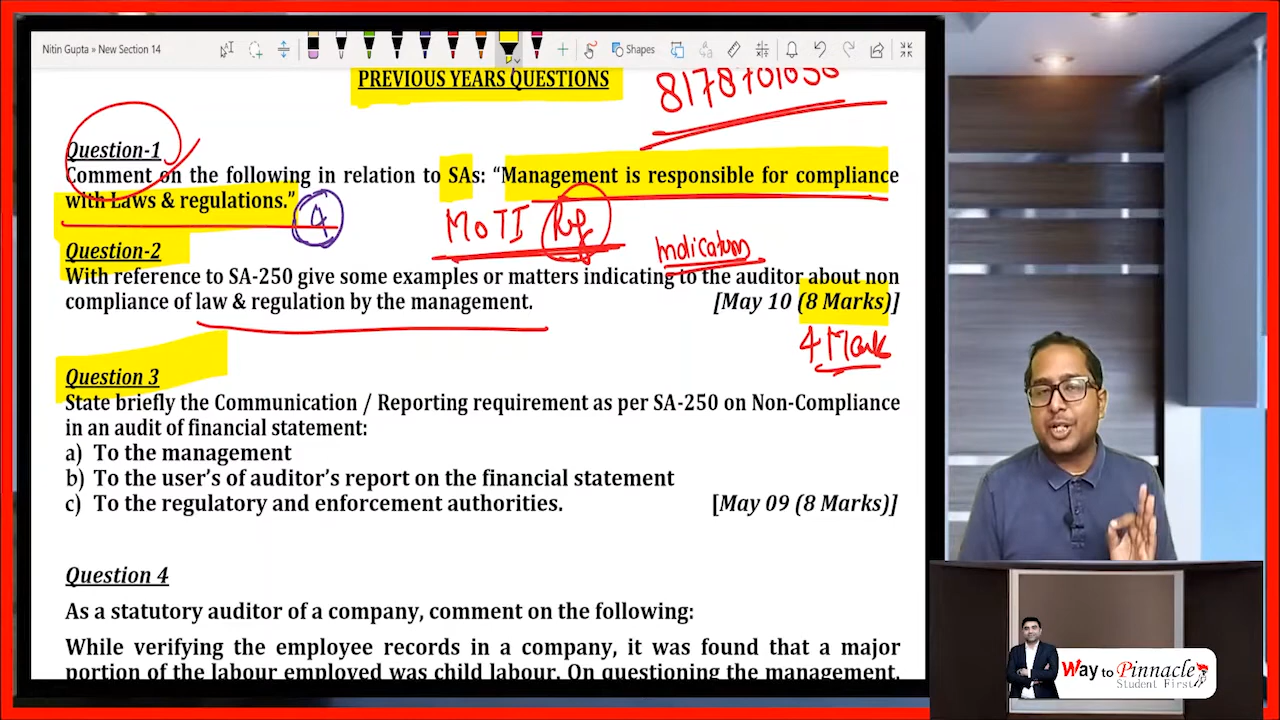 Nitin Gupta » New Section 14
Shapes
PREVIOUS YEARS QUESTIONS
Question-1
Comment on the following in relation to SAs: “Management is responsible for compliance
with Laws & regulations.”
4
MoTI
Indicators
Question-2
With reference to SA-250 give some examples or matters indicating to the auditor about non
compliance of law & regulation by the management. [May 10 (8 Marks)]
4 Mark
Question 3
State briefly the Communication / Reporting requirement as per SA-250 on Non-Compliance
in an audit of financial statement:
a) To the management
b) To the user’s of auditor’s report on the financial statement
c) To the regulatory and enforcement authorities. [May 09 (8 Marks)]
Question 4
As a statutory auditor of a company, comment on the following:
While verifying the employee records in a company, it was found that a major
portion of the labour employed was child labour. On questioning the management,
Way to Pinnacle
Student First